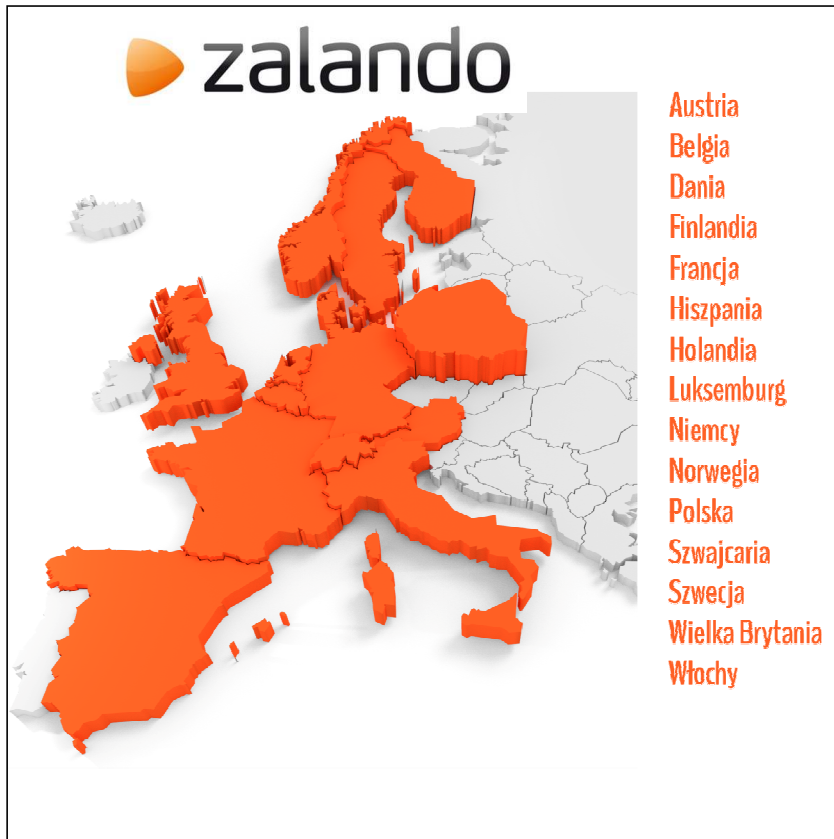 zalando
Austria
Belgia
Dania
Finlandia
Francja
Hiszpania
Holandia
Luksemburg
Niemcy
Norwegia
Polska
Szwajcaria
Szwecja
Wielka Brytania
Włochy